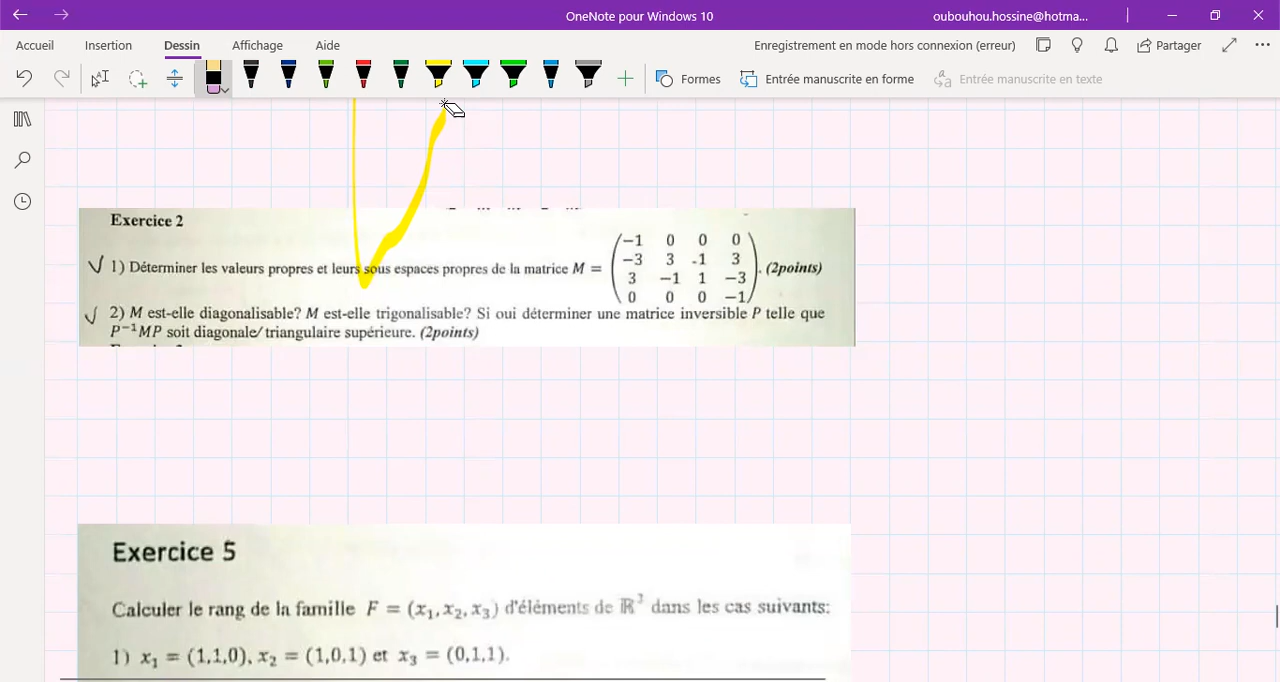 OneNote pour Windows 10
oubouhou.hossine@hotma...
Accueil Insertion Dessin Affichage Aide
Enregistrement en mode hors connexion (erreur) Partager
Formes Entrée manuscrite en forme Entrée manuscrite en texte
Exercice 2
1) Déterminer les valeurs propres et leurs sous espaces propres de la matrice M = (−1 0 0 0
−3 3 -1 3
3 −1 1 −3
0 0 0 −1). (2points)
2) M est-elle diagonalisable? M est-elle trigonalisable? Si oui déterminer une matrice inversible P telle que
P⁻¹MP soit diagonale/ triangulaire supérieure. (2points)
Exercice 5
Calculer le rang de la famille F = (x₁, x₂, x₃) d'éléments de ℝ³ dans les cas suivants:
1) x₁ = (1,1,0), x₂ = (1,0,1) et x₃ = (0,1,1).